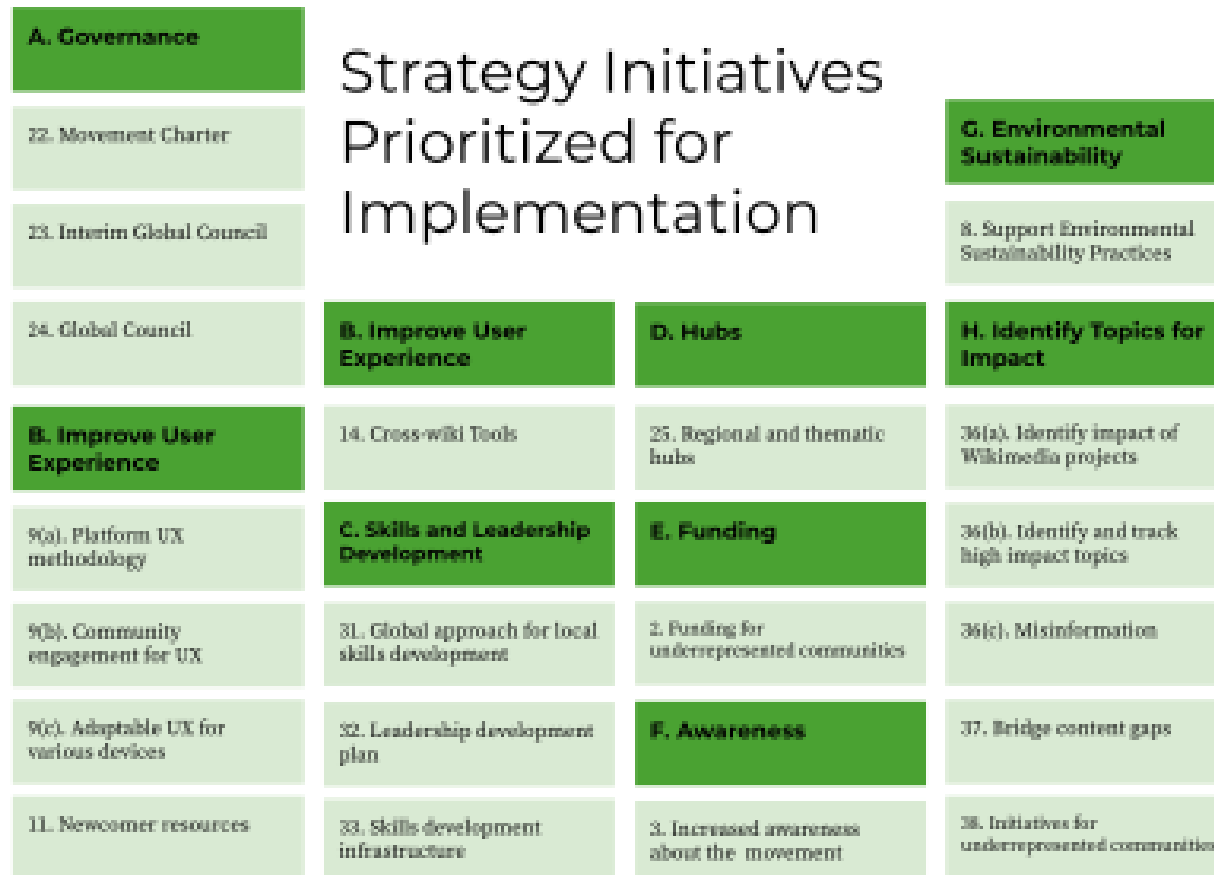 A. Governance
22. Movement Charter
23. Interim Global Council
24. Global Council
B. Improve User
Experience
9(a). Platform UX
methodology
9(b). Community
engagement for UX
9(c). Adaptable UX for
various devices
11. Newcomer resources
Strategy Initiatives
Prioritized for
Implementation
B. Improve User
Experience
14. Cross-wiki Tools
C. Skills and Leadership
Development
31. Global approach for local
skills development
32. Leadership development
plan
33. Skills development
infrastructure
D. Hubs
25. Regional and thematic
hubs
E. Funding
2. Funding for
underrepresented communities
F. Awareness
3. Increased awareness
about the movement
G. Environmental
Sustainability
8. Support Environmental
Sustainability Practices
H. Identify Topics for
Impact
36(a). Identify impact of
Wikimedia projects
36(b). Identify and track
high impact topics
36(c). Misinformation
37. Bridge content gaps
38. Initiatives for
underrepresented communities